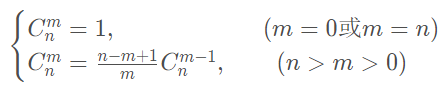 C_n^m = 1, (m = 0或m = n)
C_n^m = \frac{n-m+1}{m} C_n^{m-1}, (n > m > 0)